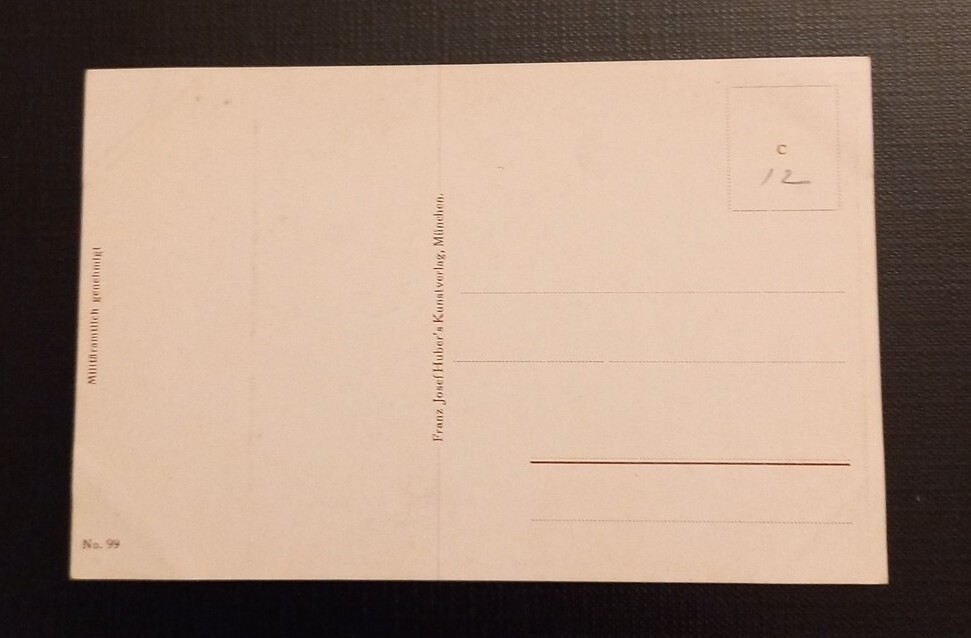 Militäramtlich genehmigt
No. 99
Franz Josef Huber's Kunstverlag, München.
C
12